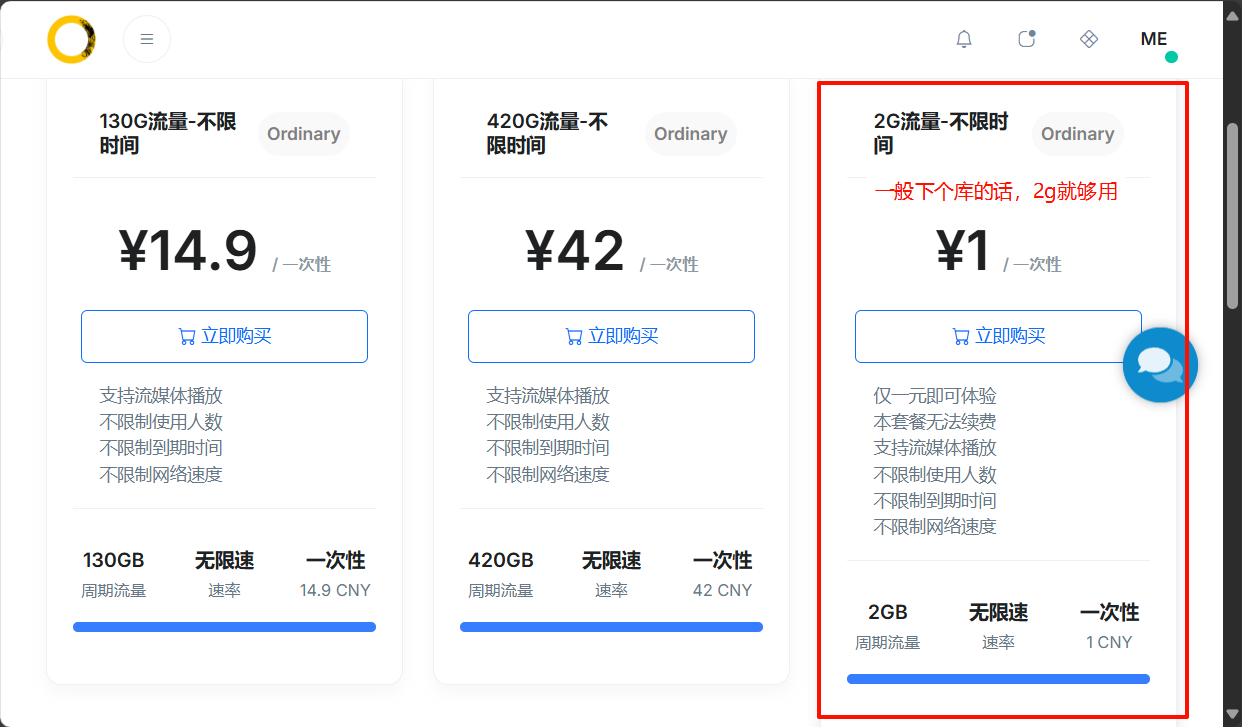 ME
130G流量-不限
时间
Ordinary
¥14.9 / 一次性
立即购买
支持流媒体播放
不限制使用人数
不限制到期时间
不限制网络速度
130GB 无限速 一次性
周期流量 速率 14.9 CNY
420G流量-不
限时间
Ordinary
¥42 / 一次性
立即购买
支持流媒体播放
不限制使用人数
不限制到期时间
不限制网络速度
420GB 无限速 一次性
周期流量 速率 42 CNY
2G流量-不限时
间
Ordinary
一般下个库的话，2g就够用
¥1 / 一次性
立即购买
仅一元即可体验
本套餐无法续费
支持流媒体播放
不限制使用人数
不限制到期时间
不限制网络速度
2GB 无限速 一次性
周期流量 速率 1 CNY